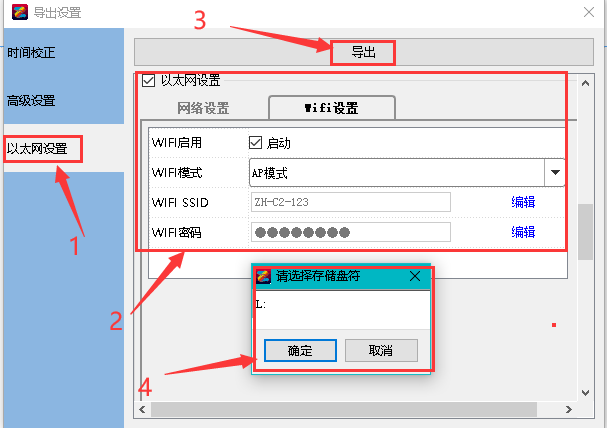 导出设置
3
时间校正
导出
以太网设置
高级设置
网络设置
Wifi设置
以太网设置
WIFI启用
启动
WIFI模式
AP模式
WIFI SSID
ZH-C2-123
编辑
WIFI密码
●●●●●●●●
编辑
1
2
请选择存储盘符
L:
确定
取消
4